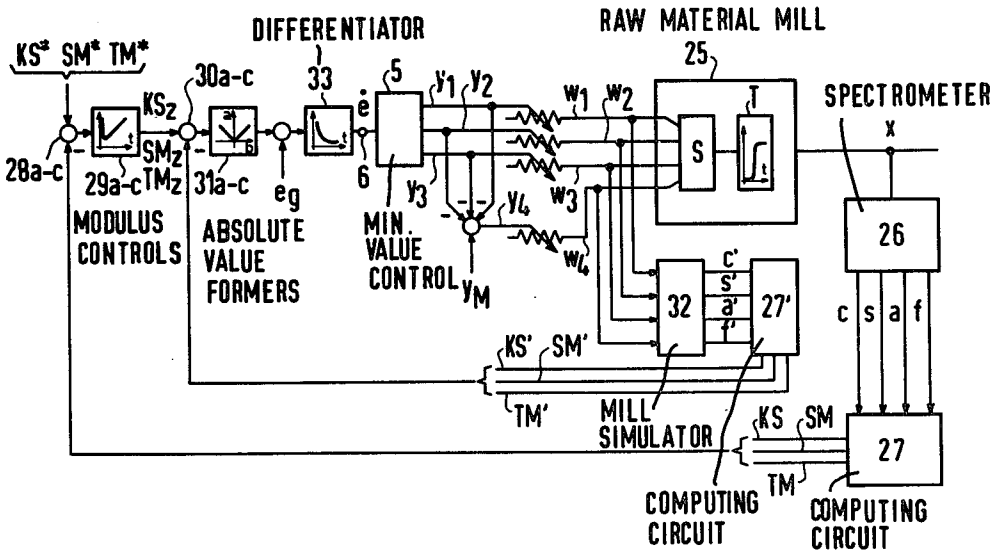 RAW MATERIAL MILL
25
DIFFERENTIATOR
33
5
KS* SM* TM*
30a-c
KSz
SMz
TMz
28a-c
29a-c
31a-c
MODULUS
CONTROLS
ABSOLUTE
VALUE
FORMERS
eg
ė
6
MIN.
VALUE
CONTROL
y1
y2
y3
y4
yM
w1
w2
w3
w4
S
T
t
t
t
a
6
SPECTROMETER
x
26
c s a f
32
c'
s'
a'
f'
27'
KS'
SM'
TM'
MILL
SIMULATOR
COMPUTING
CIRCUIT
KS
SM
TM
27
COMPUTING
CIRCUIT